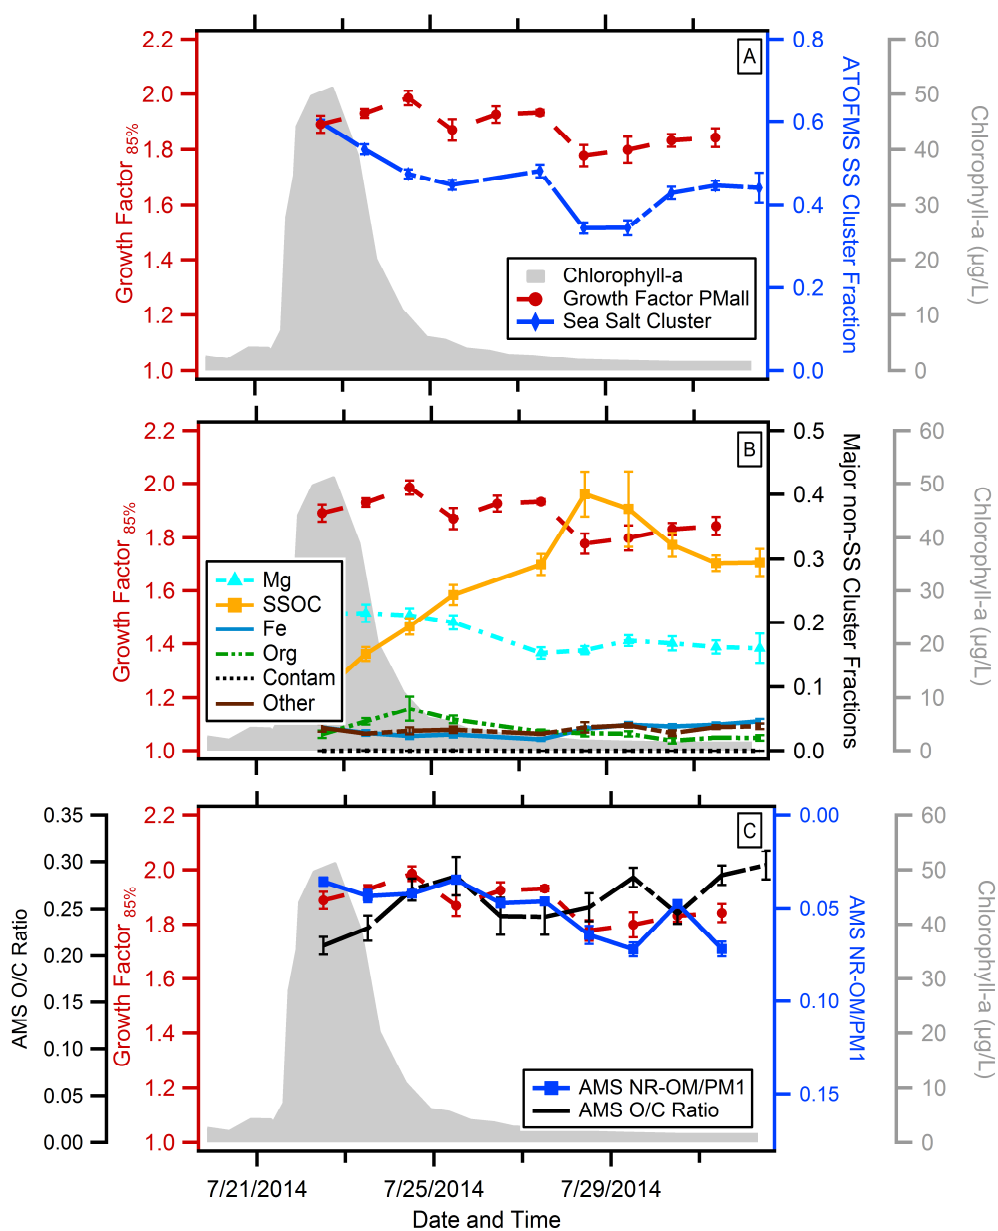 2.2
2.0
1.8
1.6
1.4
1.2
1.0
Growth Factor 85%
A
0.8
0.6
0.4
0.2
0.0
ATOFMS SS Cluster Fraction
60
50
40
30
20
10
0
Chlorophyll-a (µg/L)
Chlorophyll-a
Growth Factor PMall
Sea Salt Cluster
2.2
2.0
1.8
1.6
1.4
1.2
1.0
Growth Factor 85%
B
0.5
0.4
0.3
0.2
0.1
0.0
Major non-SS Cluster Fractions
60
50
40
30
20
10
0
Chlorophyll-a (µg/L)
Mg
SSOC
Fe
Org
Contam
Other
0.35
0.30
0.25
0.20
0.15
0.10
0.05
0.00
AMS O/C Ratio
2.2
2.0
1.8
1.6
1.4
1.2
1.0
Growth Factor 85%
C
0.00
0.05
0.10
0.15
AMS NR-OM/PM1
60
50
40
30
20
10
0
Chlorophyll-a (µg/L)
AMS NR-OM/PM1
AMS O/C Ratio
7/21/2014 7/25/2014 7/29/2014
Date and Time